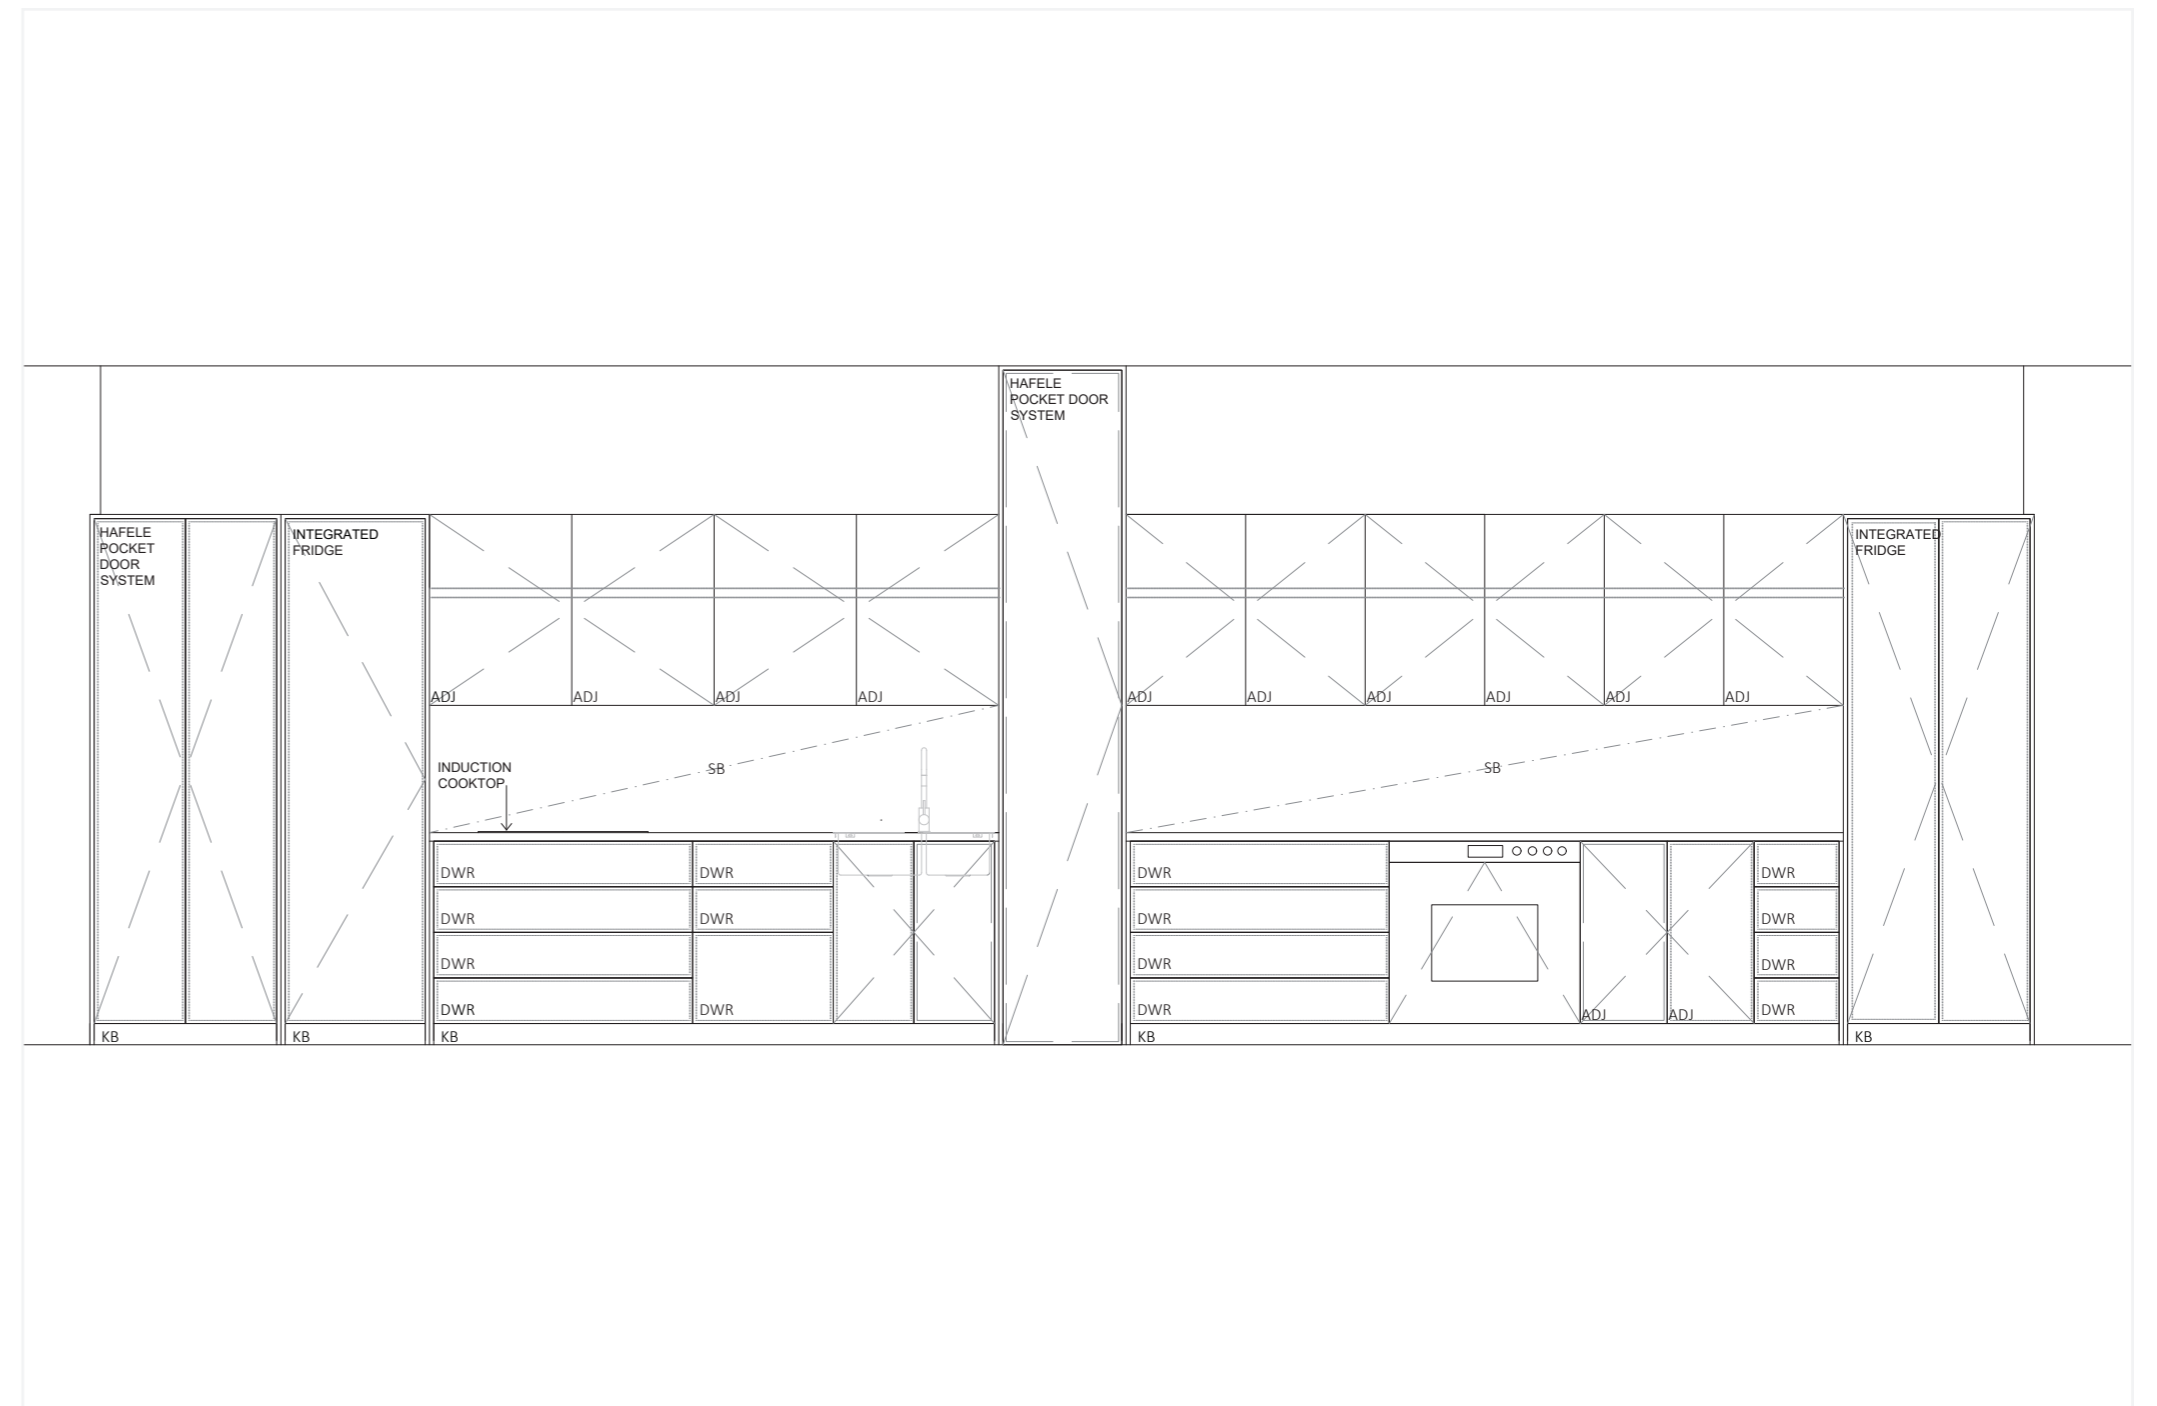 HAFELE
POCKET DOOR
SYSTEM
HAFELE
POCKET
DOOR
SYSTEM
INTEGRATED
FRIDGE
INTEGRATED
FRIDGE
ADJ ADJ ADJ ADJ ADJ ADJ ADJ ADJ ADJ ADJ
INDUCTION
COOKTOP
SB SB
DWR DWR DWR DWR
DWR DWR DWR DWR
DWR DWR DWR
DWR DWR DWR ADJ ADJ DWR
KB KB KB KB KB